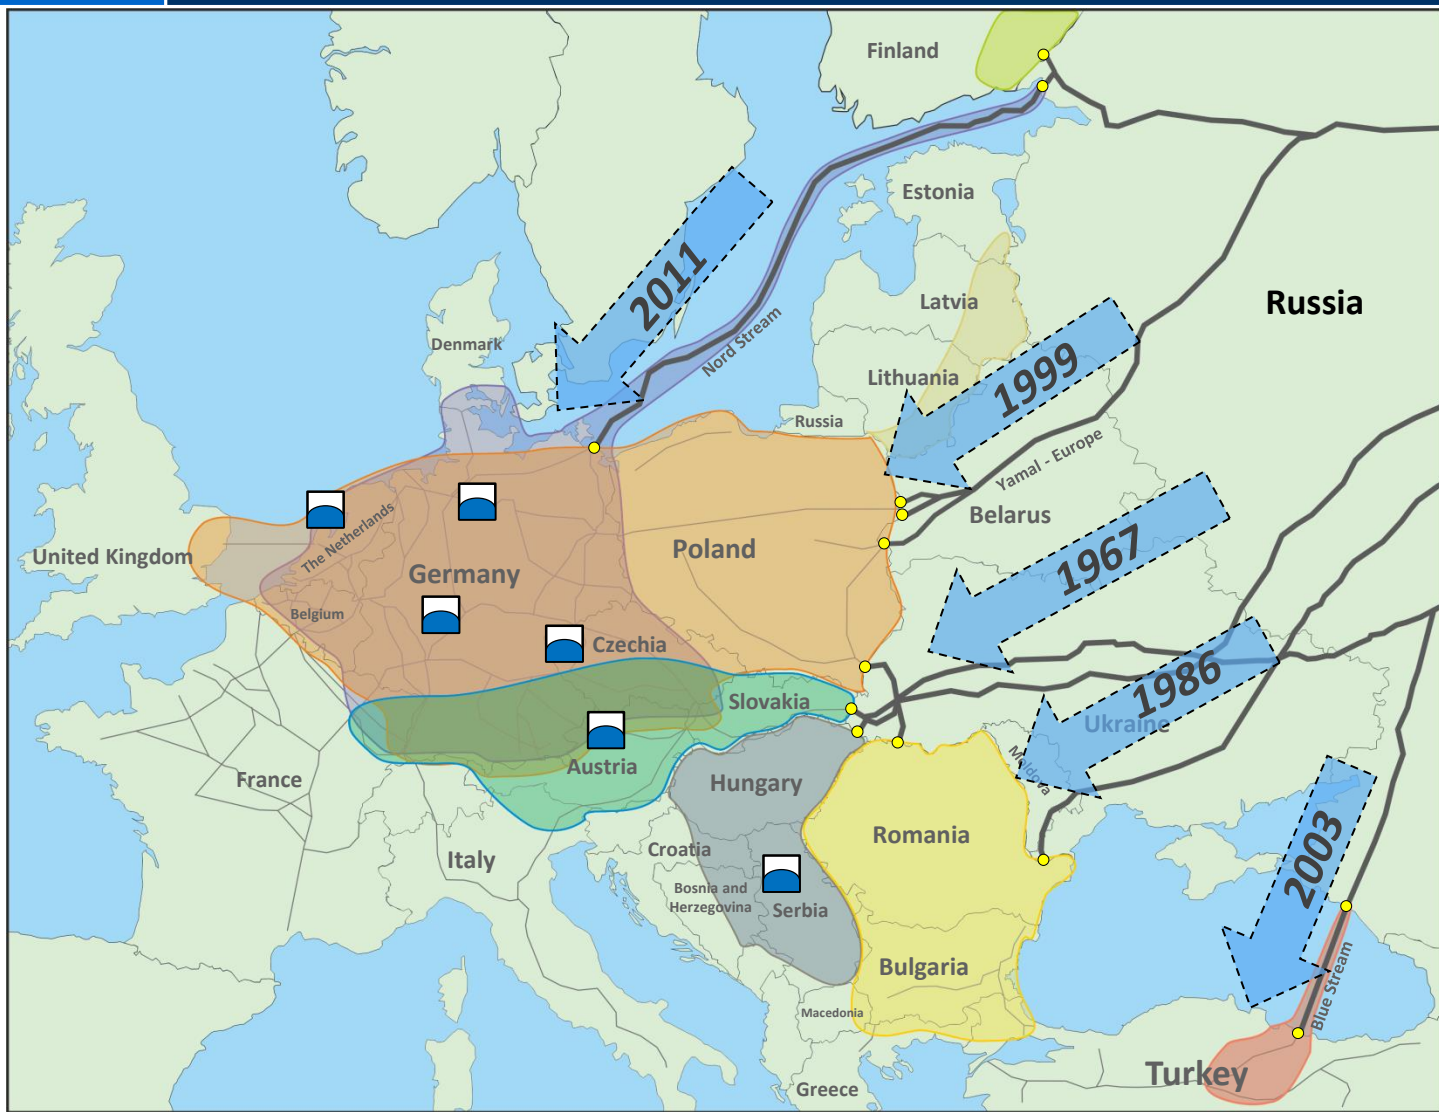 Finland
Estonia
2011
Latvia
Russia
Denmark
Nord Stream
1999
Lithuania
Russia
Yamal - Europe
Belarus
The Netherlands
United Kingdom
Poland
1967
Germany
Belgium
Czechia
1986
Slovakia
Ukraine
Moldova
Austria
France
Hungary
Romania
2003
Croatia
Italy
Bosnia and
Herzegovina
Serbia
Bulgaria
Blue Stream
Macedonia
Turkey
Greece